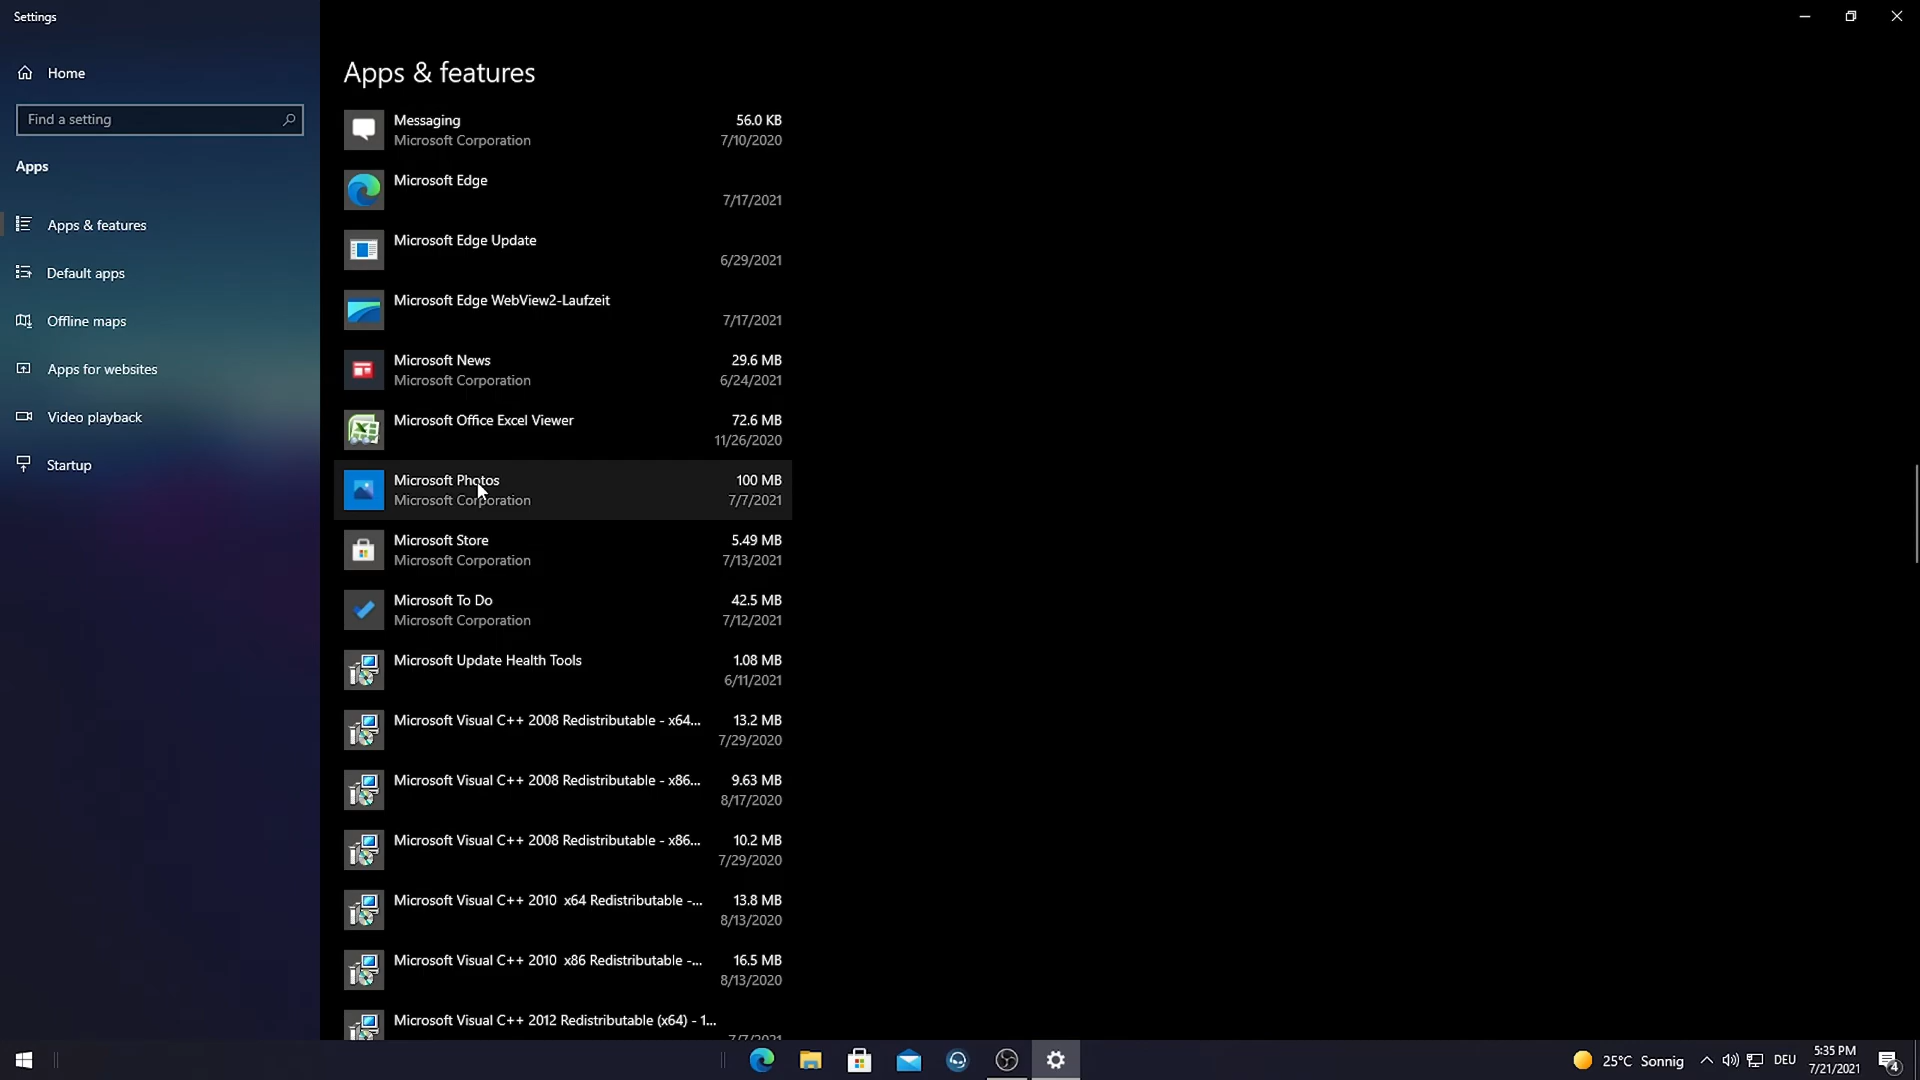 Settings
Home
Find a setting
Apps
Apps & features
Default apps
Offline maps
Apps for websites
Video playback
Startup
Apps & features
Messaging 56.0 KB
Microsoft Corporation 7/10/2020
Microsoft Edge
7/17/2021
Microsoft Edge Update
6/29/2021
Microsoft Edge WebView2-Laufzeit
7/17/2021
Microsoft News 29.6 MB
Microsoft Corporation 6/24/2021
Microsoft Office Excel Viewer 72.6 MB
11/26/2020
Microsoft Photos 100 MB
Microsoft Corporation 7/7/2021
Microsoft Store 5.49 MB
Microsoft Corporation 7/13/2021
Microsoft To Do 42.5 MB
Microsoft Corporation 7/12/2021
Microsoft Update Health Tools 1.08 MB
6/11/2021
Microsoft Visual C++ 2008 Redistributable - x64... 13.2 MB
7/29/2020
Microsoft Visual C++ 2008 Redistributable - x86... 9.63 MB
8/17/2020
Microsoft Visual C++ 2008 Redistributable - x86... 10.2 MB
7/29/2020
Microsoft Visual C++ 2010  x64 Redistributable -... 13.8 MB
8/13/2020
Microsoft Visual C++ 2010  x86 Redistributable -... 16.5 MB
8/13/2020
Microsoft Visual C++ 2012 Redistributable (x64) - 1...
7/7/2021
25°C Sonnig DEU 5:35 PM
7/21/2021
4